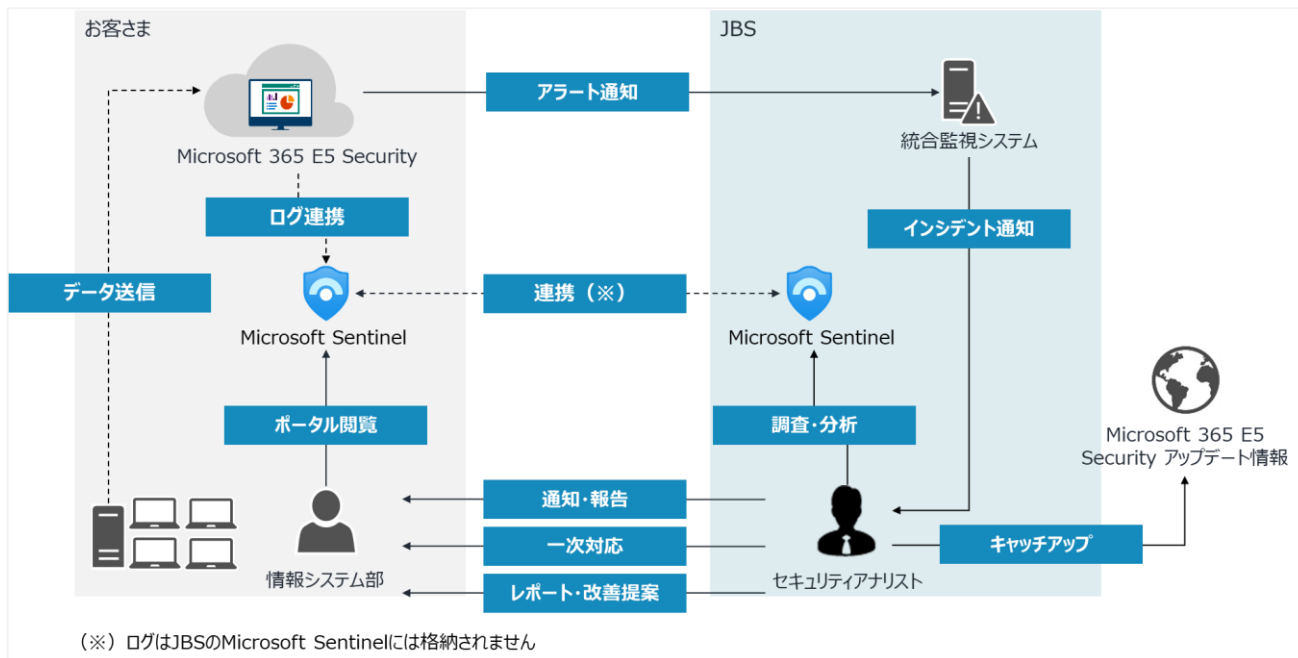 お客さま
JBS
アラート通知
Microsoft 365 E5 Security
統合監視システム
ログ連携
インシデント通知
データ送信
連携（※）
Microsoft Sentinel
Microsoft Sentinel
ポータル閲覧
調査・分析
Microsoft 365 E5
Security アップデート情報
通知・報告
一次対応
キャッチアップ
情報システム部
セキュリティアナリスト
レポート・改善提案
（※）ログはJBSのMicrosoft Sentinelには格納されません